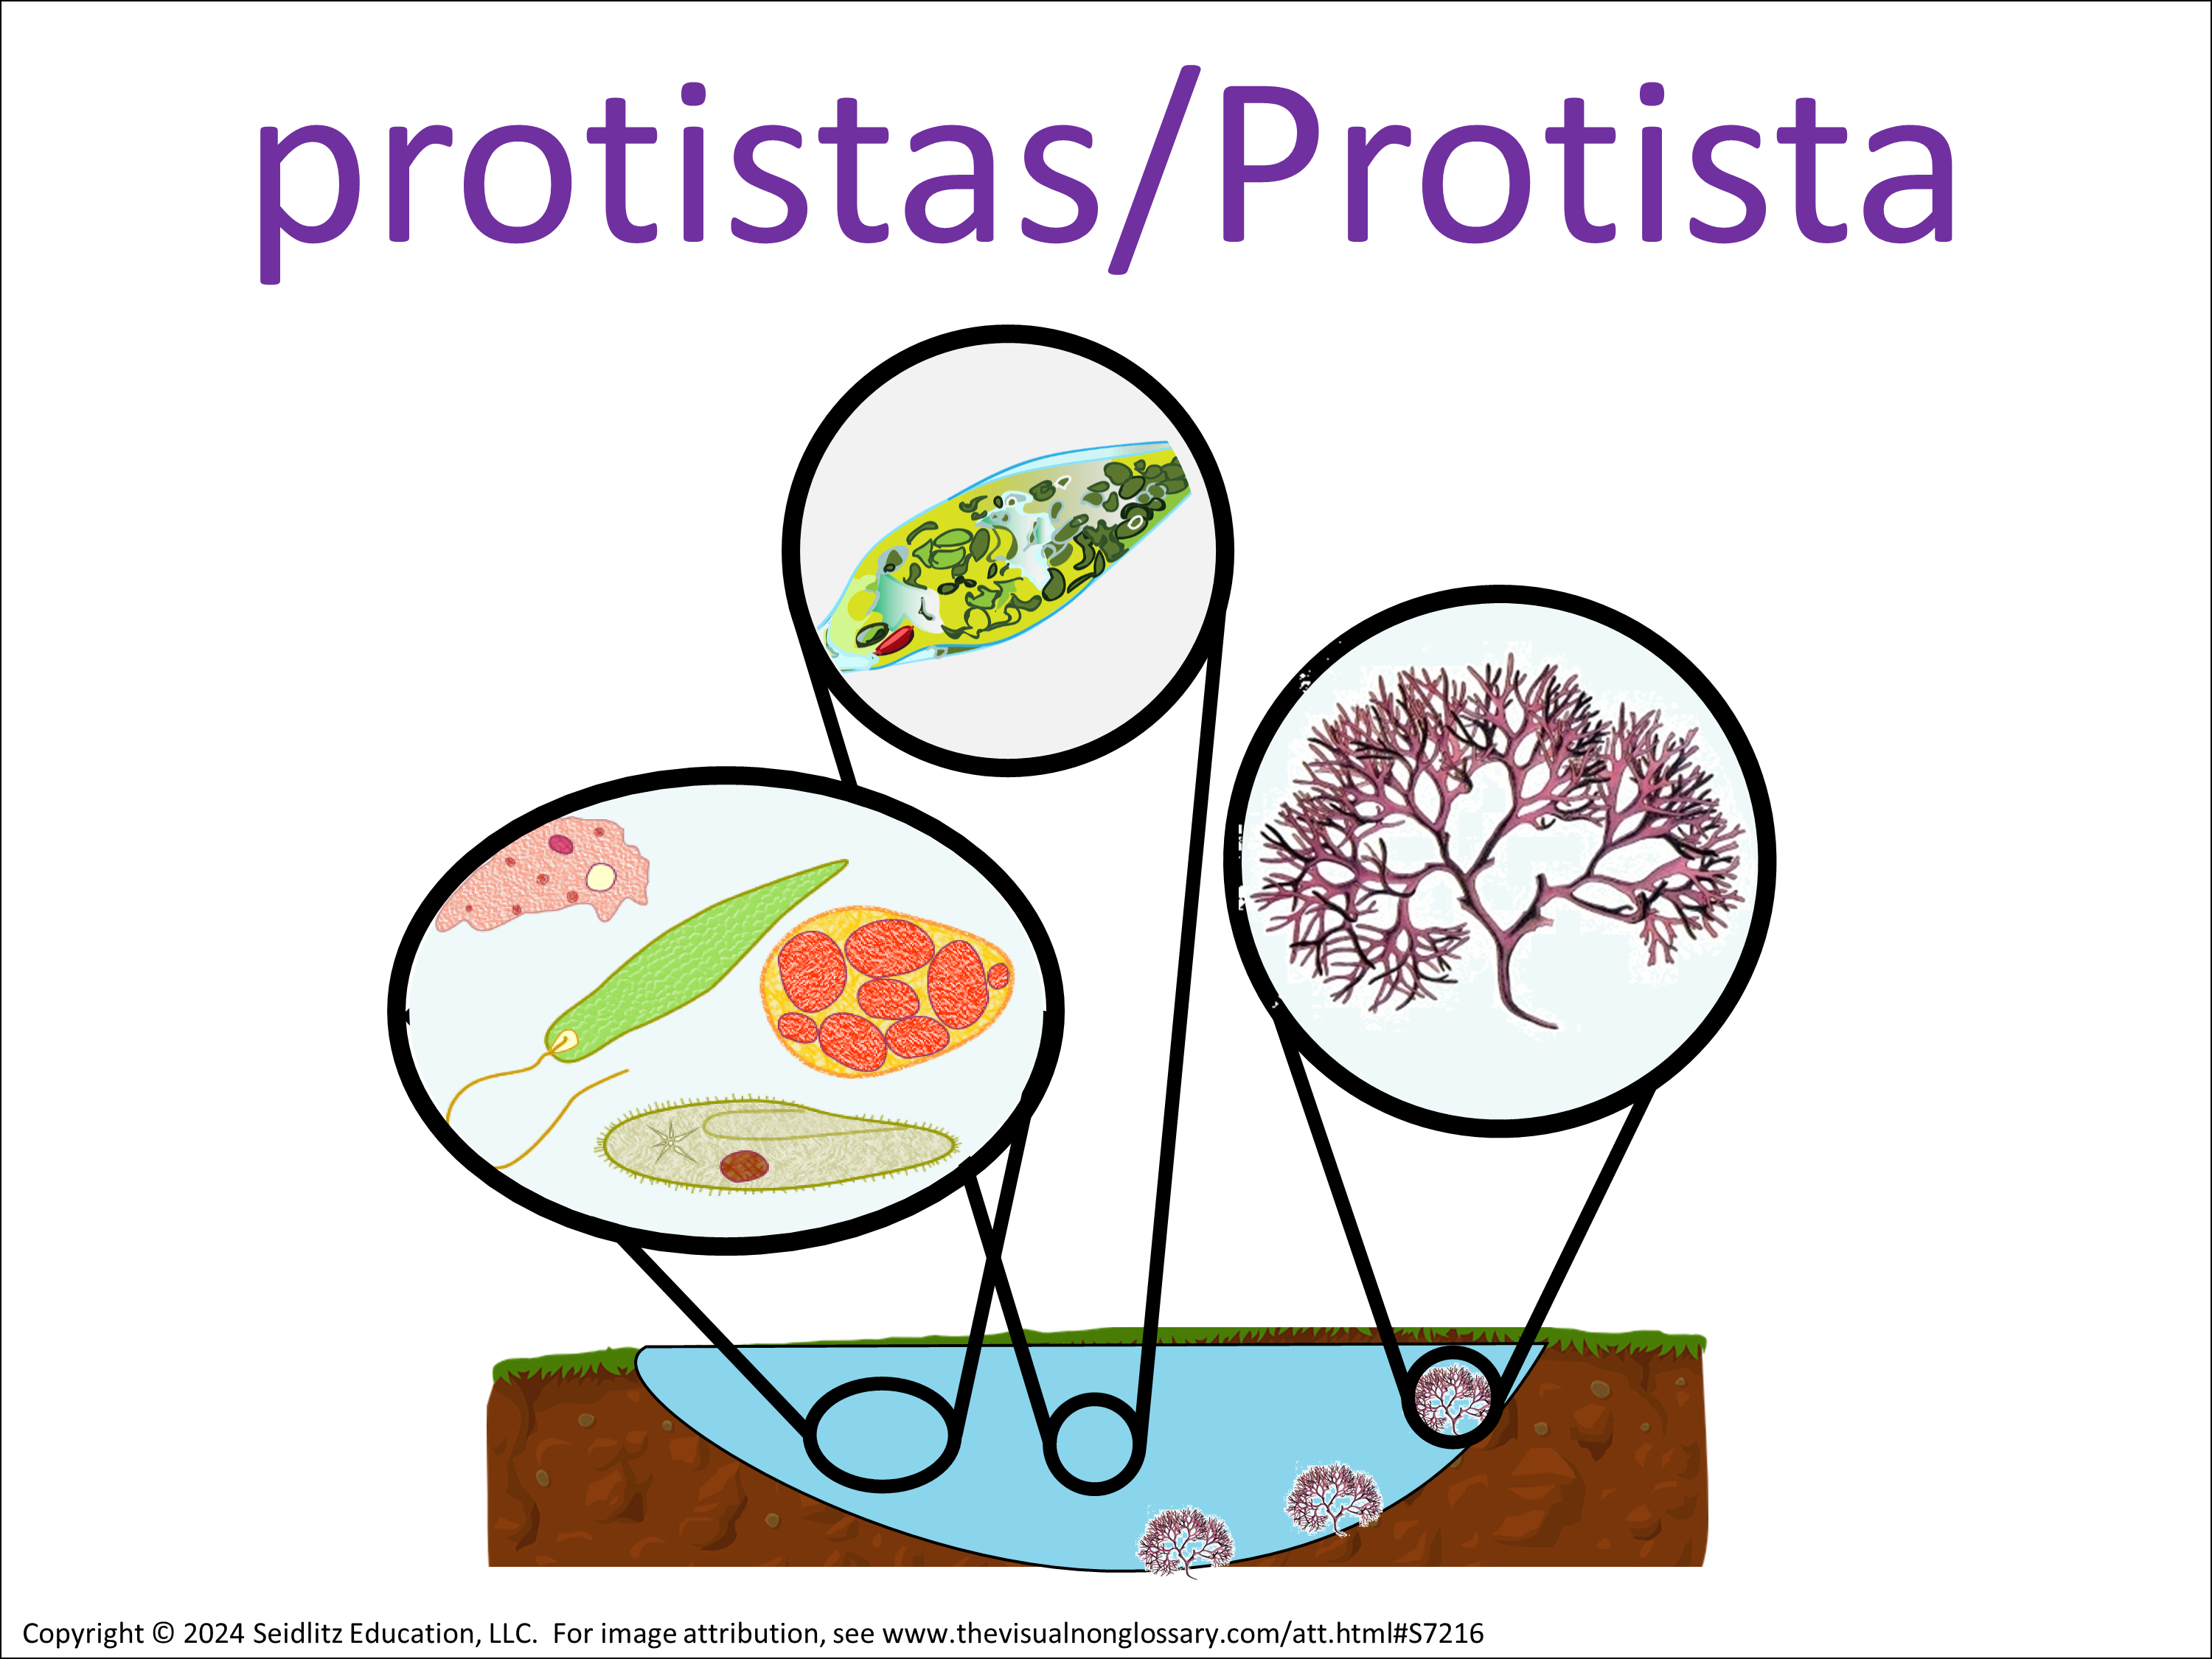 protistas/Protista
Copyright © 2024 Seidlitz Education, LLC.  For image attribution, see www.thevisualnonglossary.com/att.html#S7216